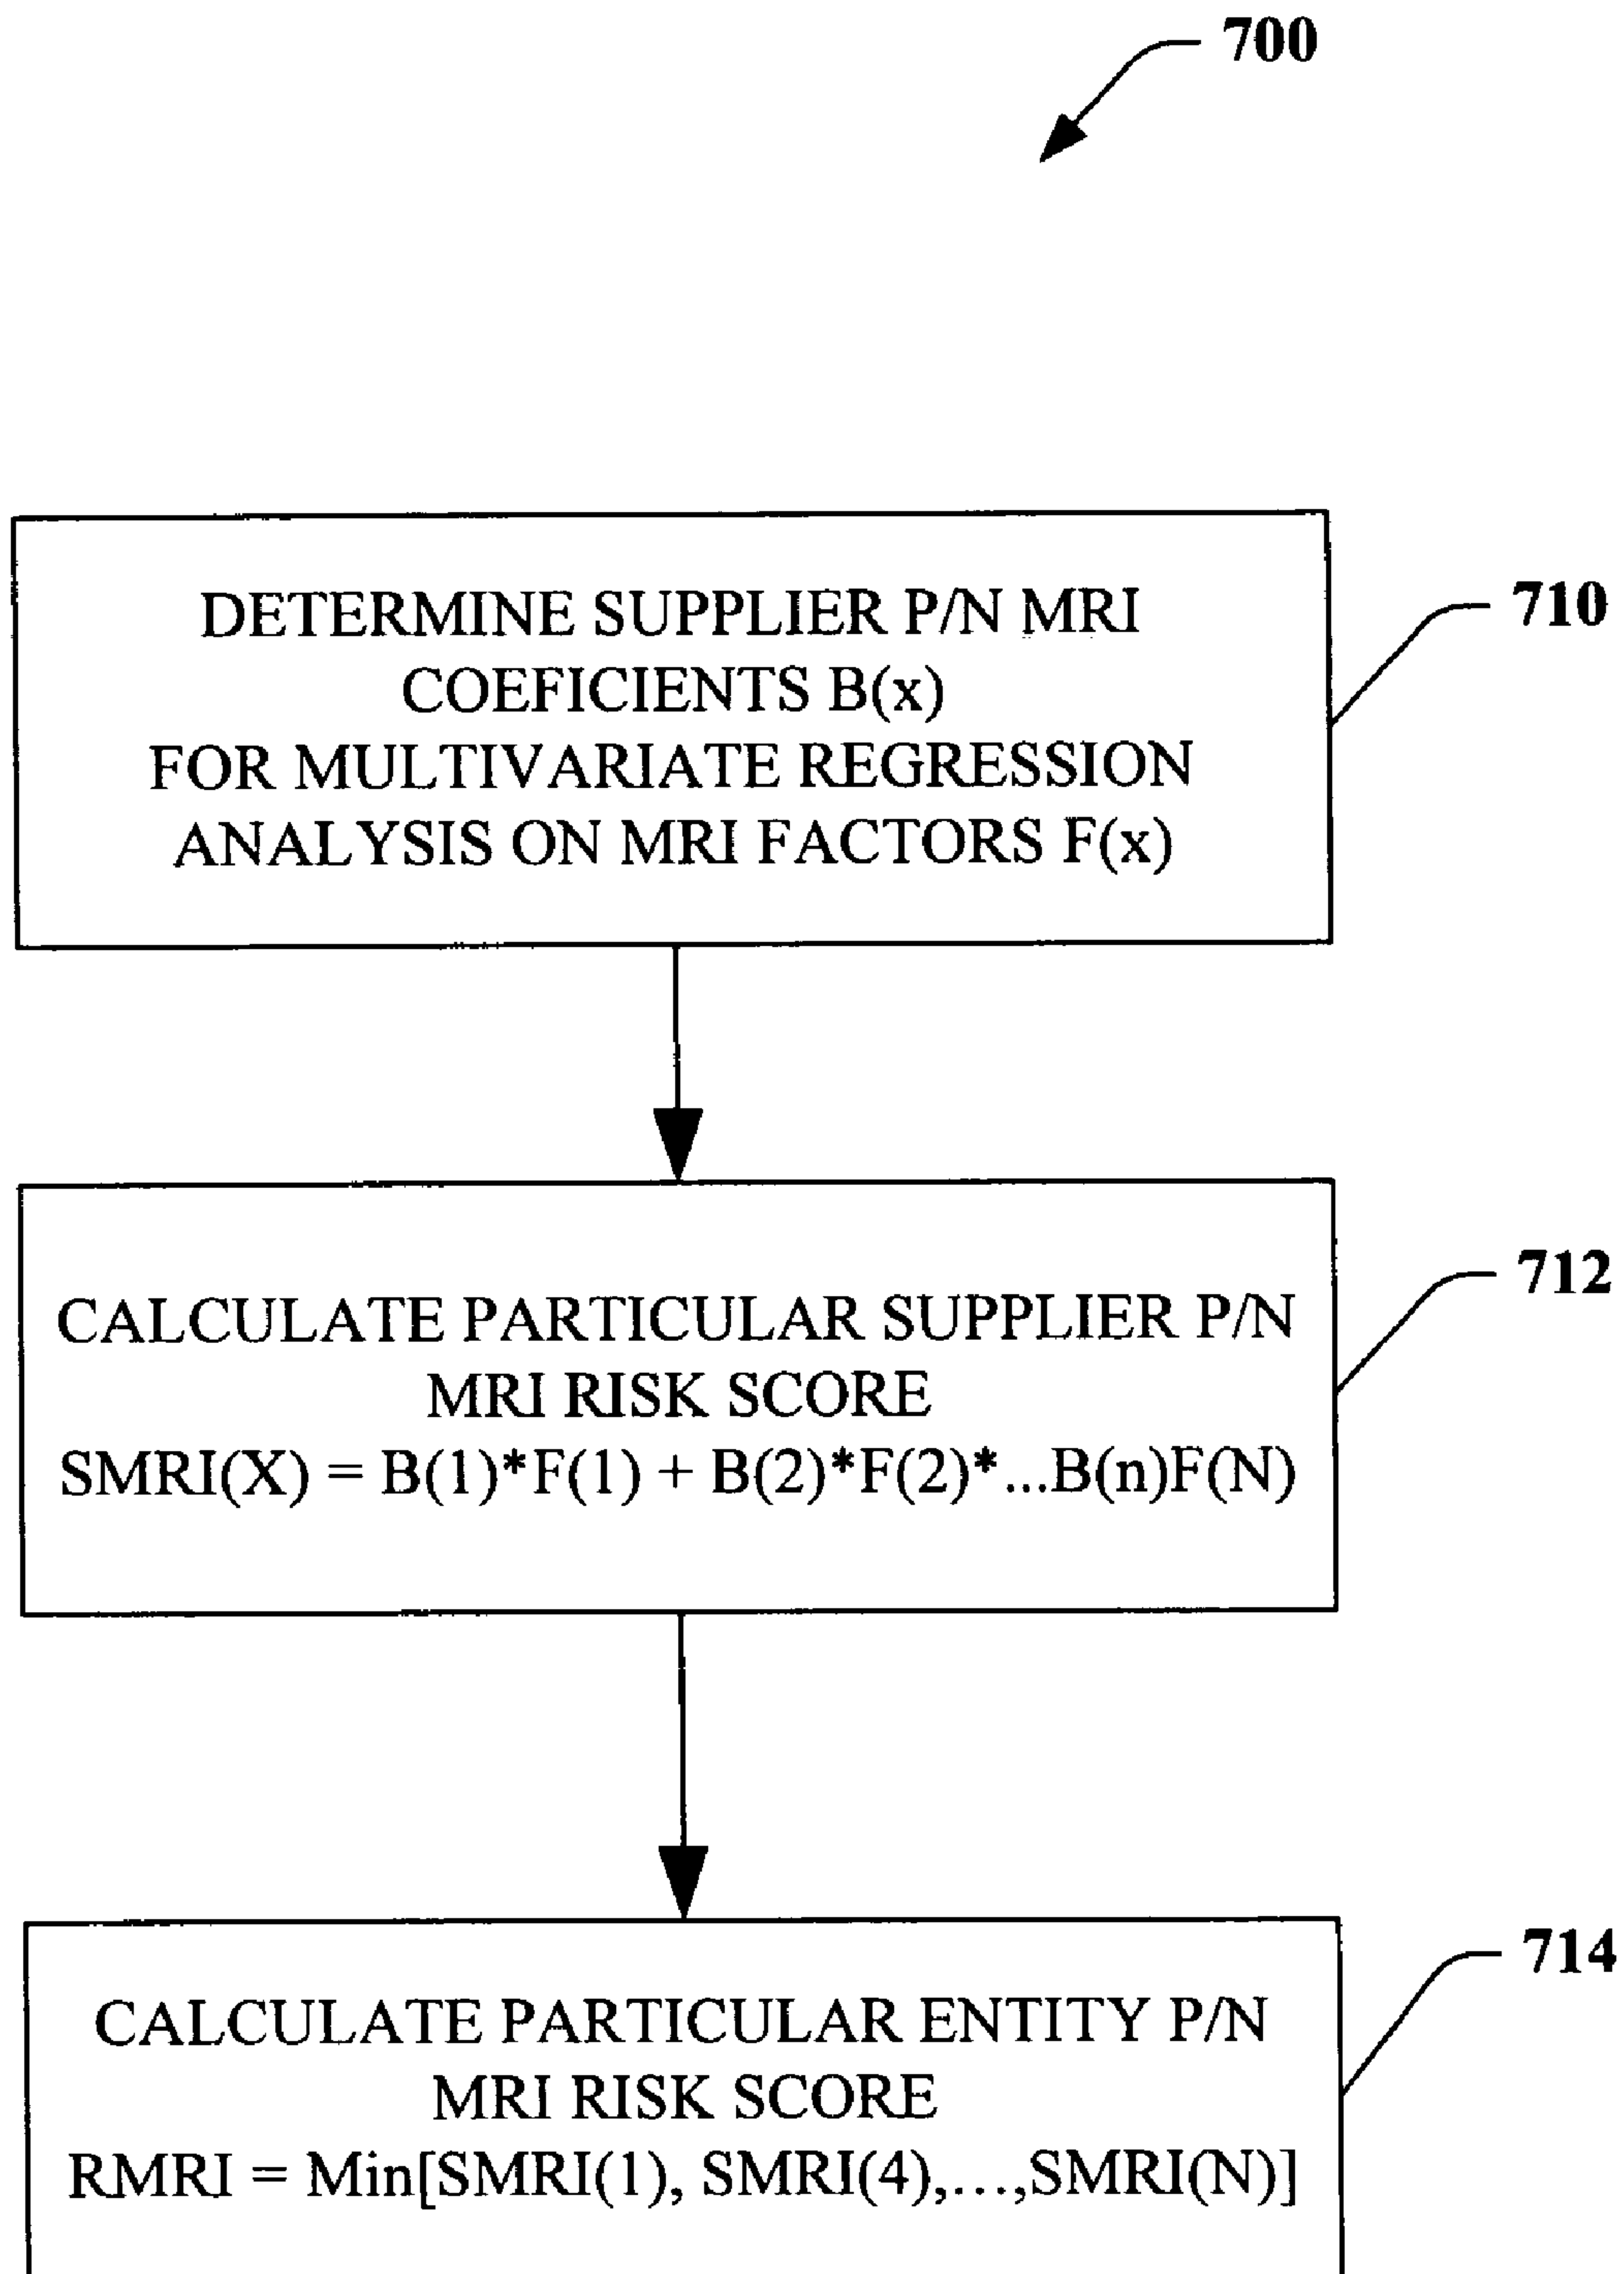 700
DETERMINE SUPPLIER P/N MRI
COEFICIENTS B(x)
FOR MULTIVARIATE REGRESSION
ANALYSIS ON MRI FACTORS F(x)
710
CALCULATE PARTICULAR SUPPLIER P/N
MRI RISK SCORE
SMRI(X) = B(1)*F(1) + B(2)*F(2)*...B(n)F(N)
712
CALCULATE PARTICULAR ENTITY P/N
MRI RISK SCORE
RMRI = Min[SMRI(1), SMRI(4),...,SMRI(N)]
714